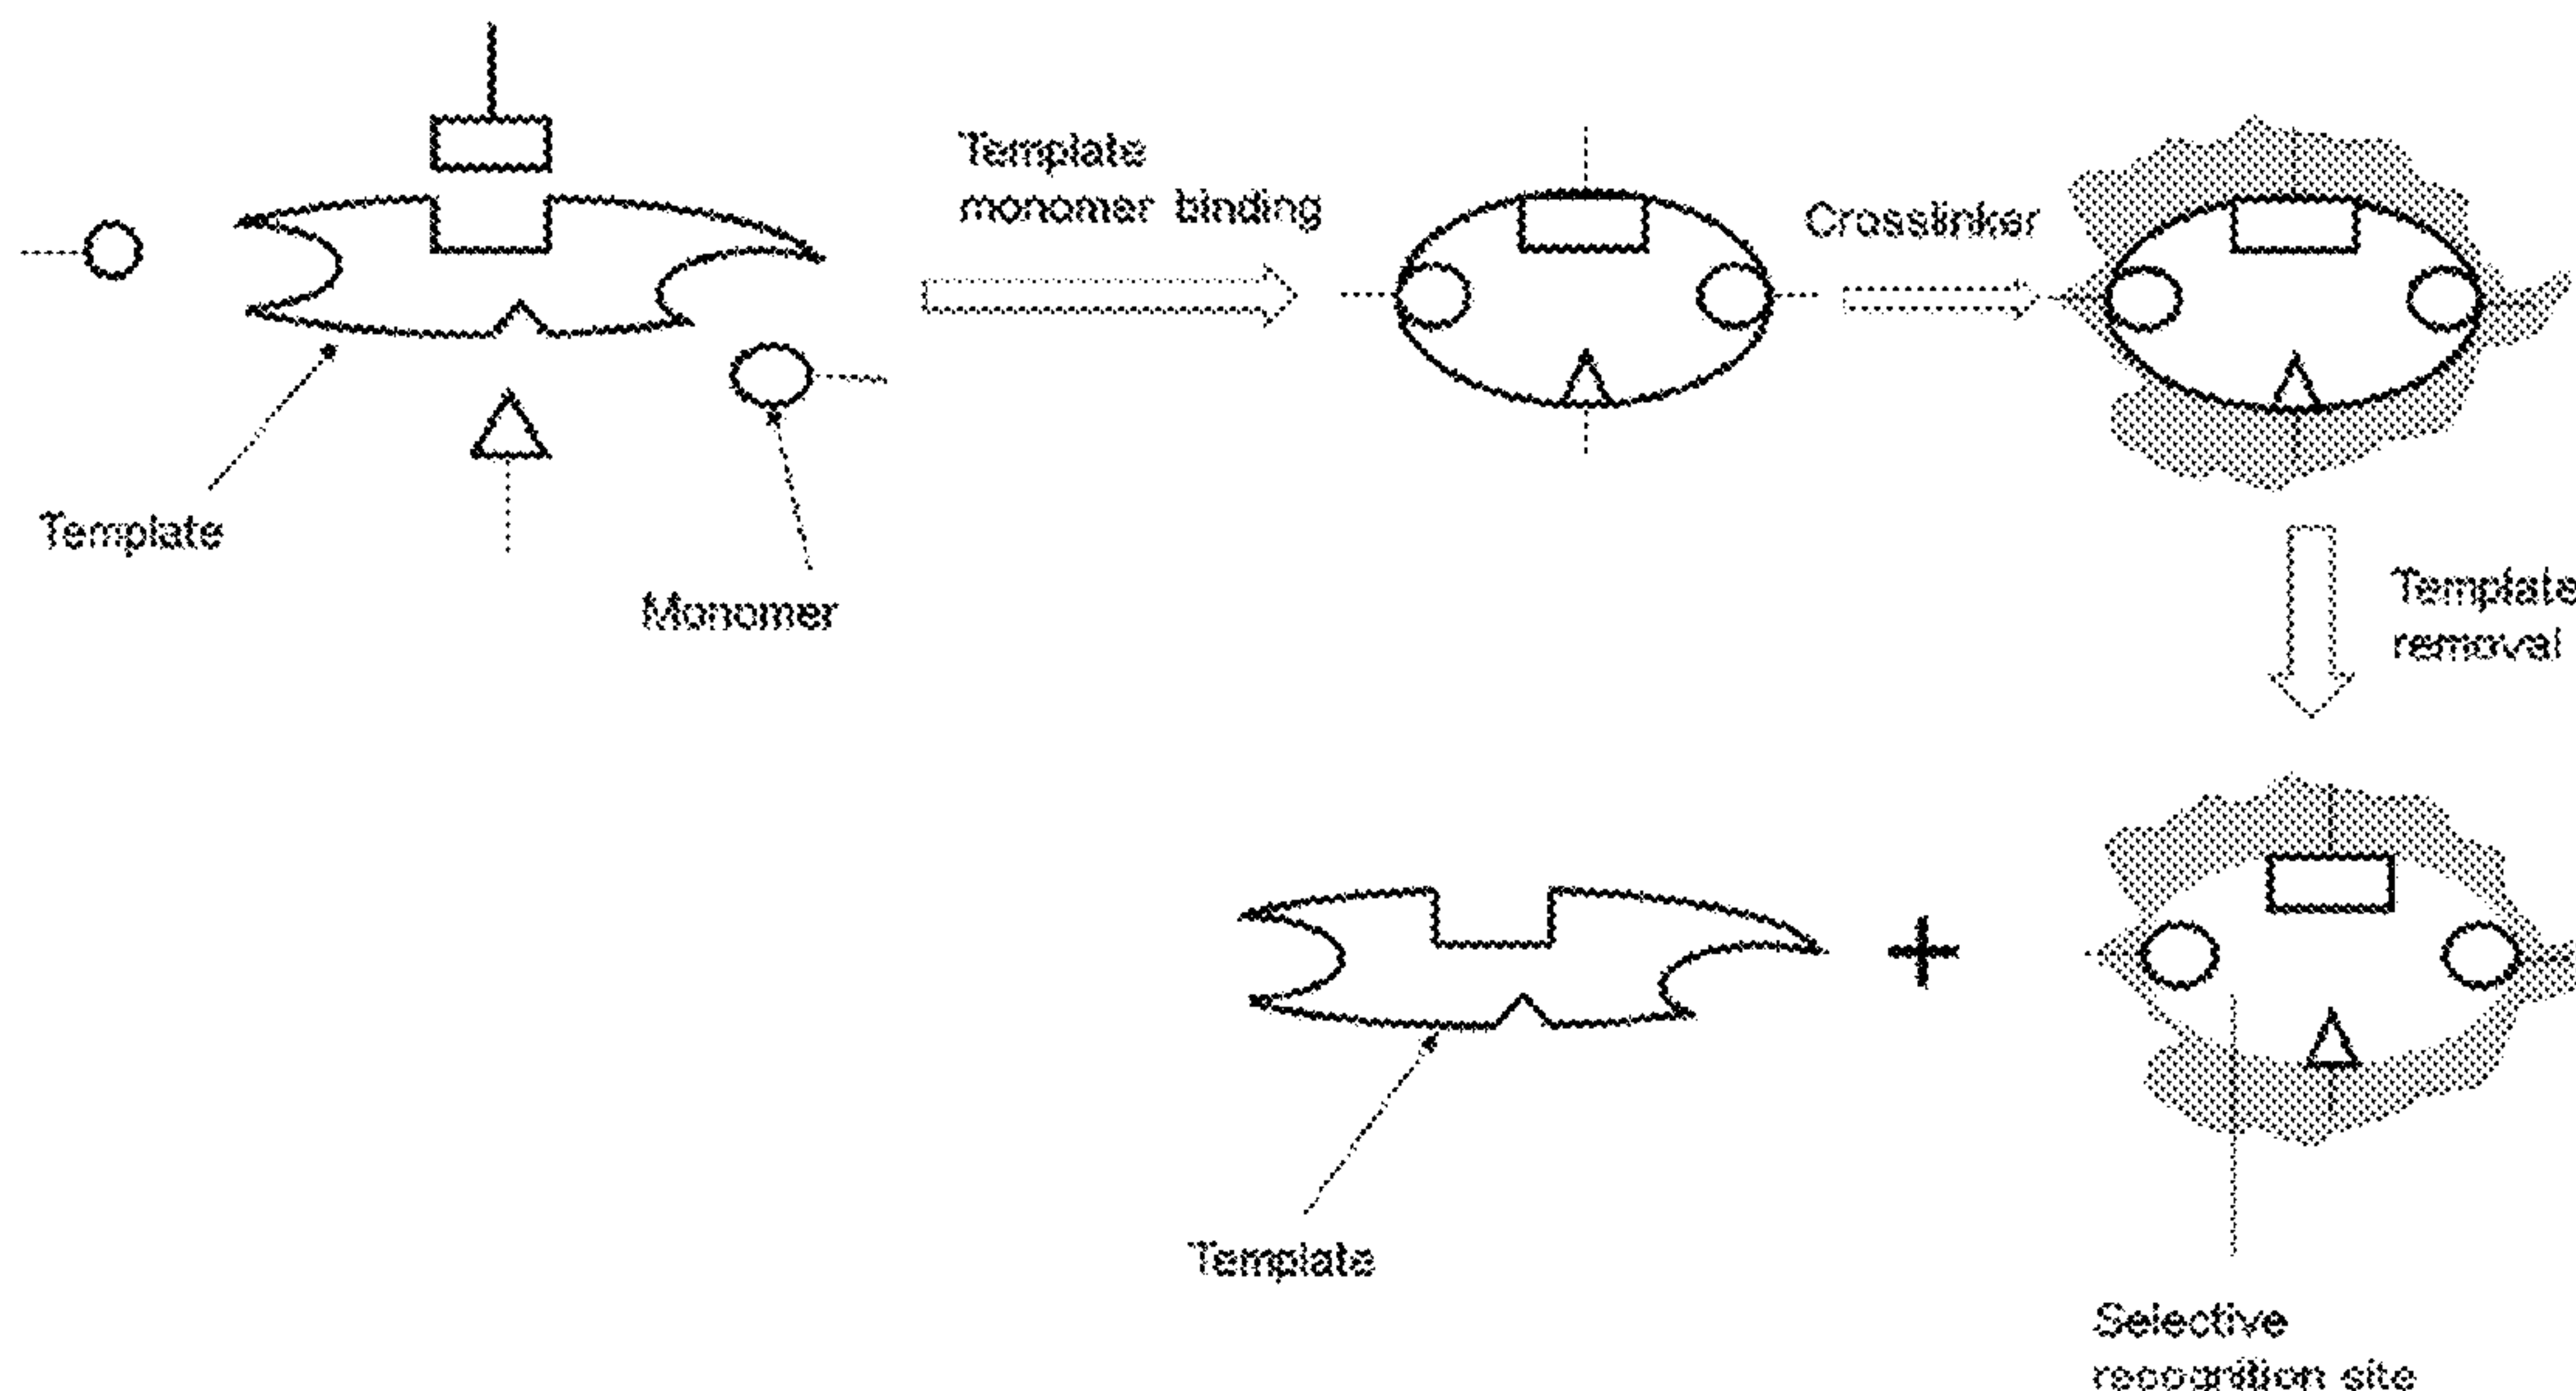 Template
monomer binding
Crosslinker
Template
Monomer
Template
removal
Template
Selective
recognition site